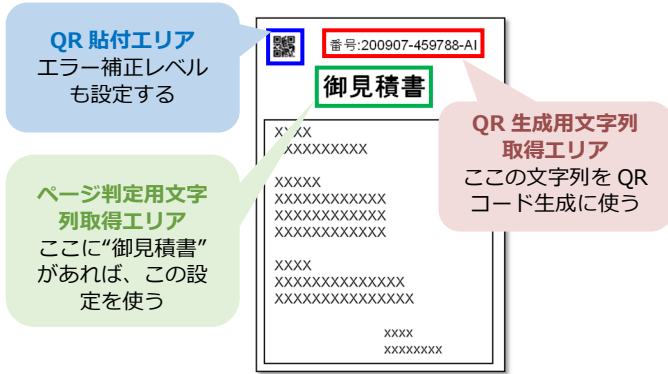 QR 貼付エリア
エラー補正レベル
も設定する
番号:200907-459788-AI
御見積書
QR 生成用文字列
取得エリア
ここの文字列を QR
コード生成に使う
ページ判定用文字
列取得エリア
ここに“御見積書”
があれば、この設
定を使う
XXXX
XXXXXXXXXX
XXXXX
XXXXXXXXXXXX
XXXXXXXXXXXX
XXXXXXXXXXXX
XXXX
XXXXXXXXXXXXXX
XXXXXXXXXXXXXXX
xxxx
xxxxxxxx